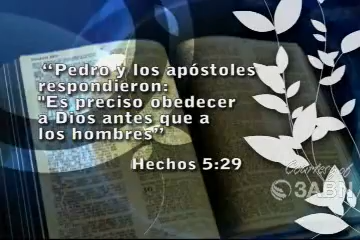 “Pedro y los apóstoles
respondieron:
"Es preciso obedecer
a Dios antes que a
los hombres”
Hechos 5:29
Courtesy of
3ABN